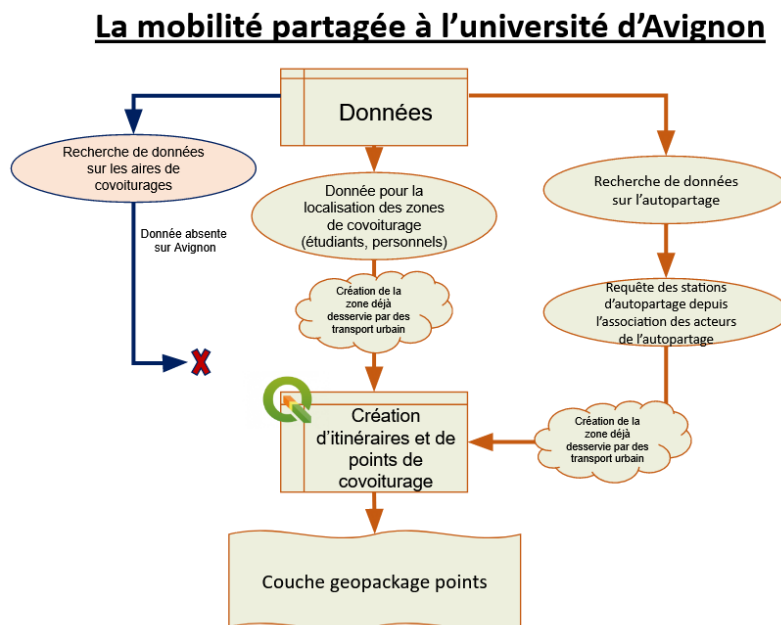 La mobilité partagée à l'université d'Avignon
Données
Recherche de données
sur les aires de
covoiturages
Donnée absente
sur Avignon
Donnée pour la
localisation des zones
de covoiturage
(étudiants, personnels)
Création de la
zone déjà
desservie par des
transport urbain
Recherche de données
sur l'autopartage
Requête des stations
d'autopartage depuis
l'association des acteurs
de l'autopartage
Création de la
zone déjà
desservie par des
transport urbain
Création
d'itinéraires et de
points de
covoiturage
Couche geopackage points